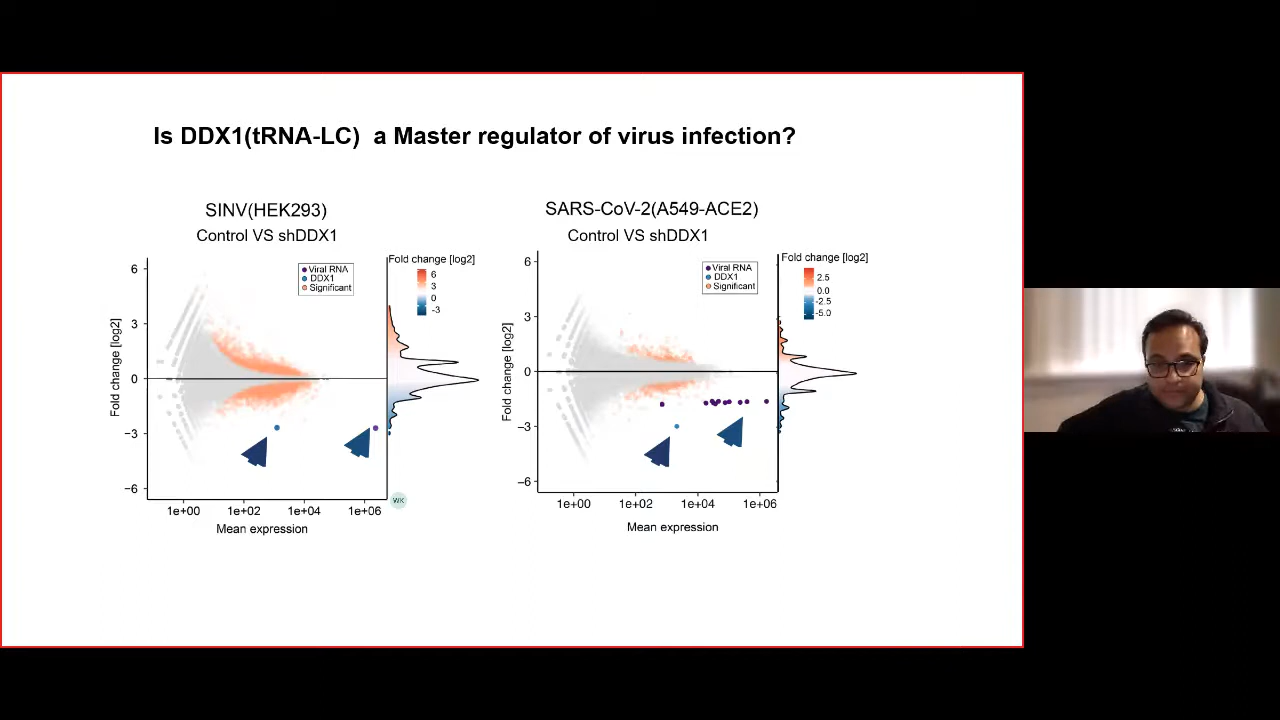 Is DDX1(tRNA-LC)  a Master regulator of virus infection?
SINV(HEK293)
Control VS shDDX1
Fold change [log2]
Viral RNA
DDX1
Significant
6
3
0
-3
6
3
0
−3
−6
Fold change [log2]
1e+00
1e+02
1e+04
1e+06
Mean expression
WK
SARS-CoV-2(A549-ACE2)
Control VS shDDX1
Fold change [log2]
Viral RNA
DDX1
Significant
2.5
0.0
-2.5
-5.0
6
3
0
−3
−6
Fold change [log2]
1e+00
1e+02
1e+04
1e+06
Mean expression